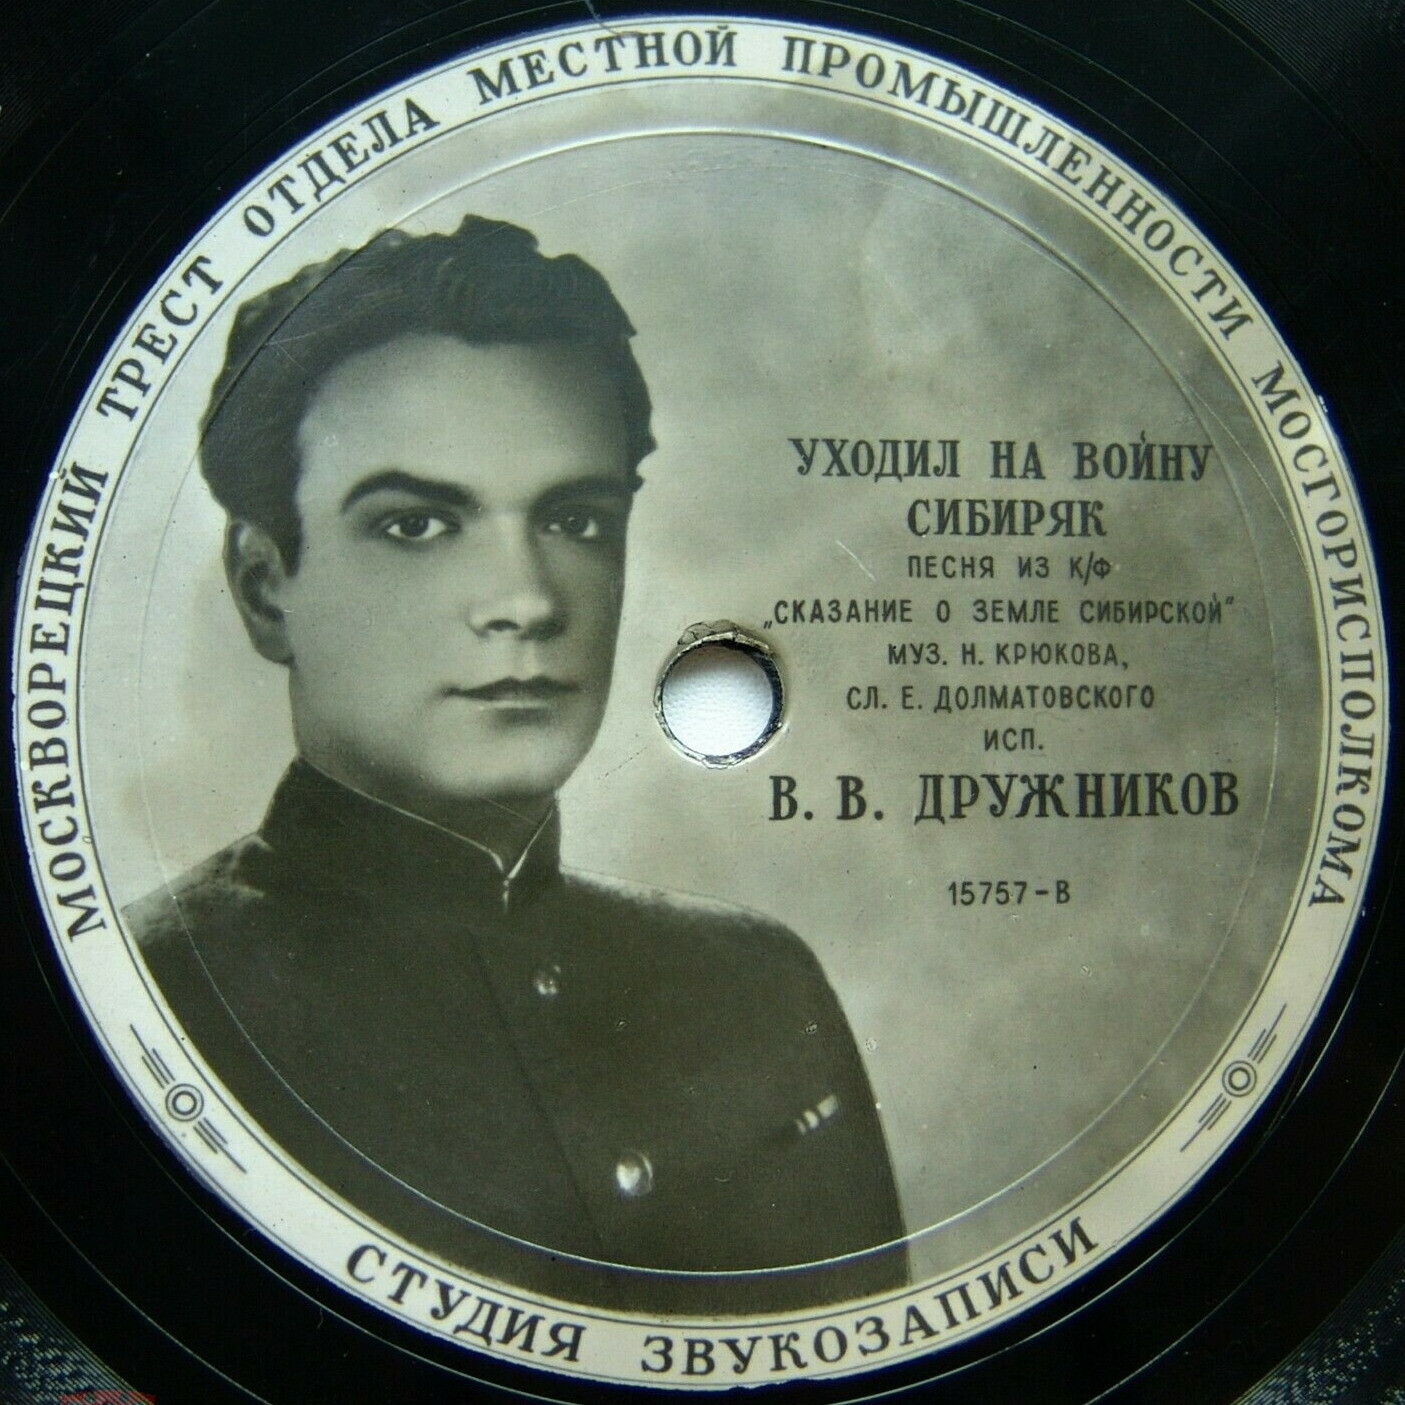 МОСКВОРЕЦКИЙ ТРЕСТ ОТДЕЛА МЕСТНОЙ ПРОМЫШЛЕННОСТИ МОСГОРИСПОЛКОМА
УХОДИЛ НА ВОЙНУ
СИБИРЯК
ПЕСНЯ ИЗ К/Ф
„СКАЗАНИЕ О ЗЕМЛЕ СИБИРСКОЙ"
МУЗ. Н. КРЮКОВА,
СЛ. Е. ДОЛМАТОВСКОГО
ИСП.
В. В. ДРУЖНИКОВ
15757-В
СТУДИЯ ЗВУКОЗАПИСИ